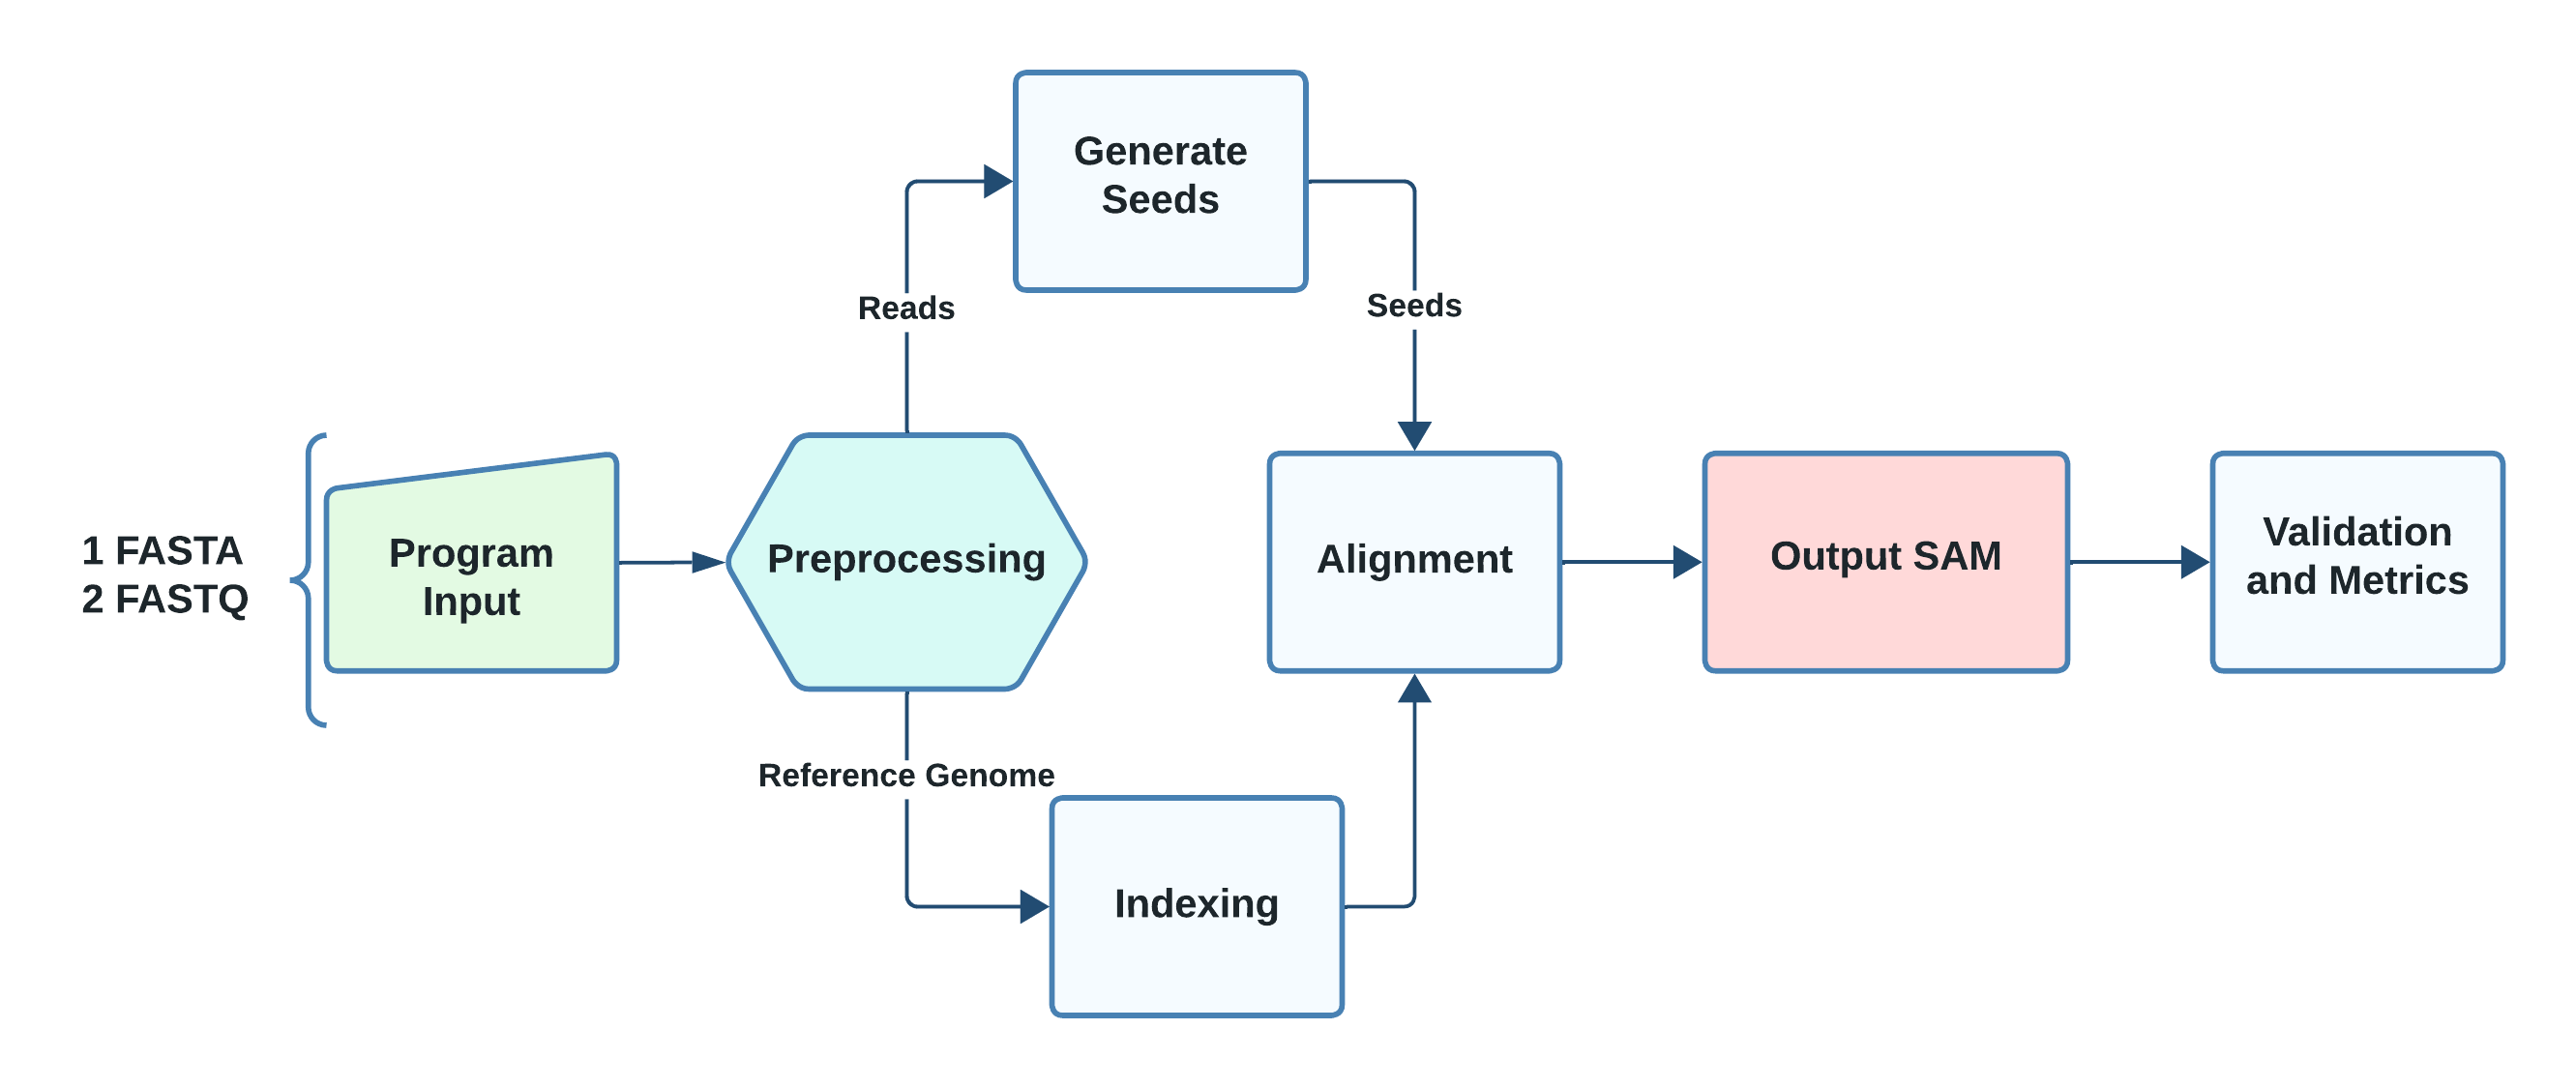 1 FASTA
2 FASTQ
Program
Input
Preprocessing
Reads
Generate
Seeds
Seeds
Reference Genome
Indexing
Alignment
Output SAM
Validation
and Metrics